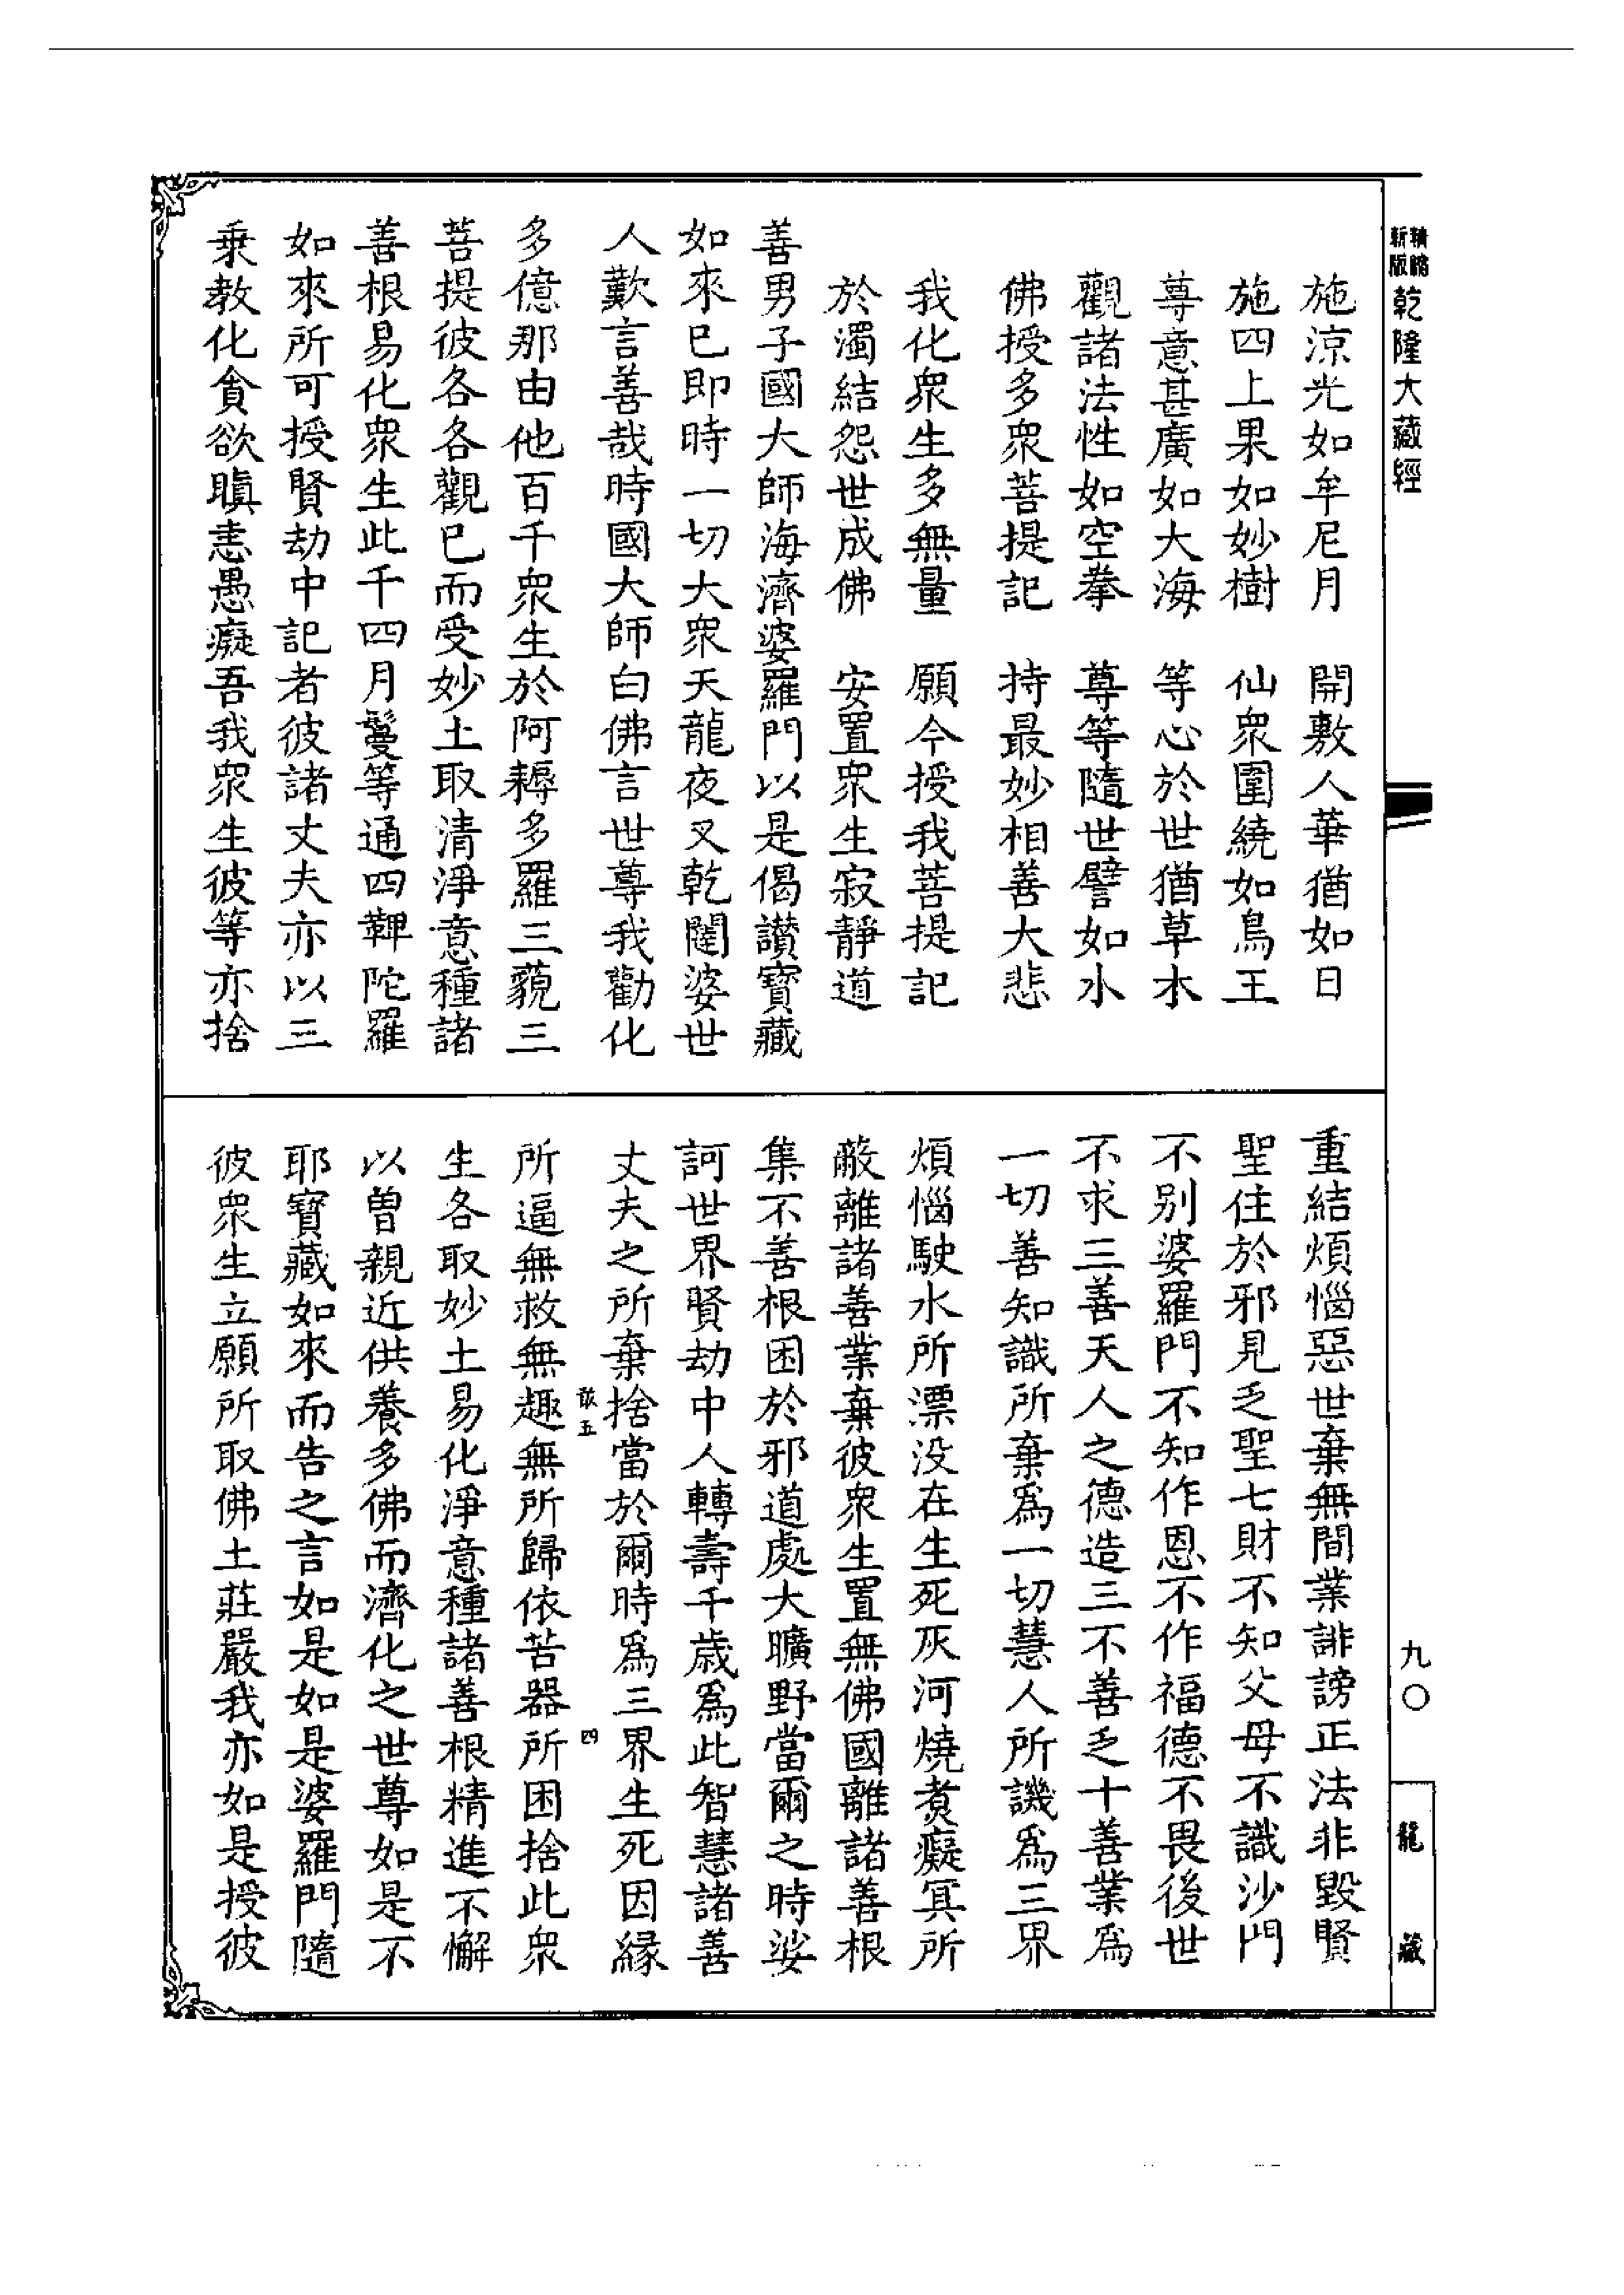 乾隆大藏經
施涼光如牟尼月　開敷人華猶如日
施四上果如妙樹　仙衆圍繞如鳥王
尊意甚廣如大海　等心於世猶草木
觀諸法性如空拳　尊等隨世譬如水
佛授多衆菩提記　持最妙相善大悲
我化衆生多無量　願今授我菩提記
於濁結怨世成佛　安置衆生寂靜道
善男子國大師海濟婆羅門以是偈讃寶藏
如來已即時一切大衆天龍夜叉乾闥婆世
人歎言善哉時國大師白佛言世尊我勸化
多億那由他百千衆生於阿耨多羅三藐三
菩提彼各各觀已而受妙土取清淨意種諸
善根易化衆生此千四月鬘等通四鞞陀羅
如來所可授賢劫中記者彼諸丈夫亦以三
乗教化貪欲瞋恚愚癡吾我衆生彼等亦捨
重結煩惱惡世棄無間業誹謗正法非毀賢
聖住於邪見乏聖七財不知父母不識沙門
不别婆羅門不知作恩不作福德不畏後世
不求三善天人之德造三不善乏十善業爲
一切善知識所棄爲一切慧人所譏爲三界
煩惱駛水所漂没在生死灰河燒煑癡冥所
蔽離諸善業棄彼衆生置無佛國離諸善根
集不善根困於邪道處大曠野當爾之時娑
訶世界賢劫中人轉壽千歲爲此智慧諸善
丈夫之所棄捨當於爾時爲三界生死因緣
五　四
所逼無救無趣無所歸依苦器所困捨此衆
生各取妙土易化淨意種諸善根精進不懈
以曽親近供養多佛而濟化之世尊如是不
耶寶藏如來而告之言如是如是婆羅門隨
彼衆生立願所取佛土莊嚴我亦如是授彼
九〇
龍藏